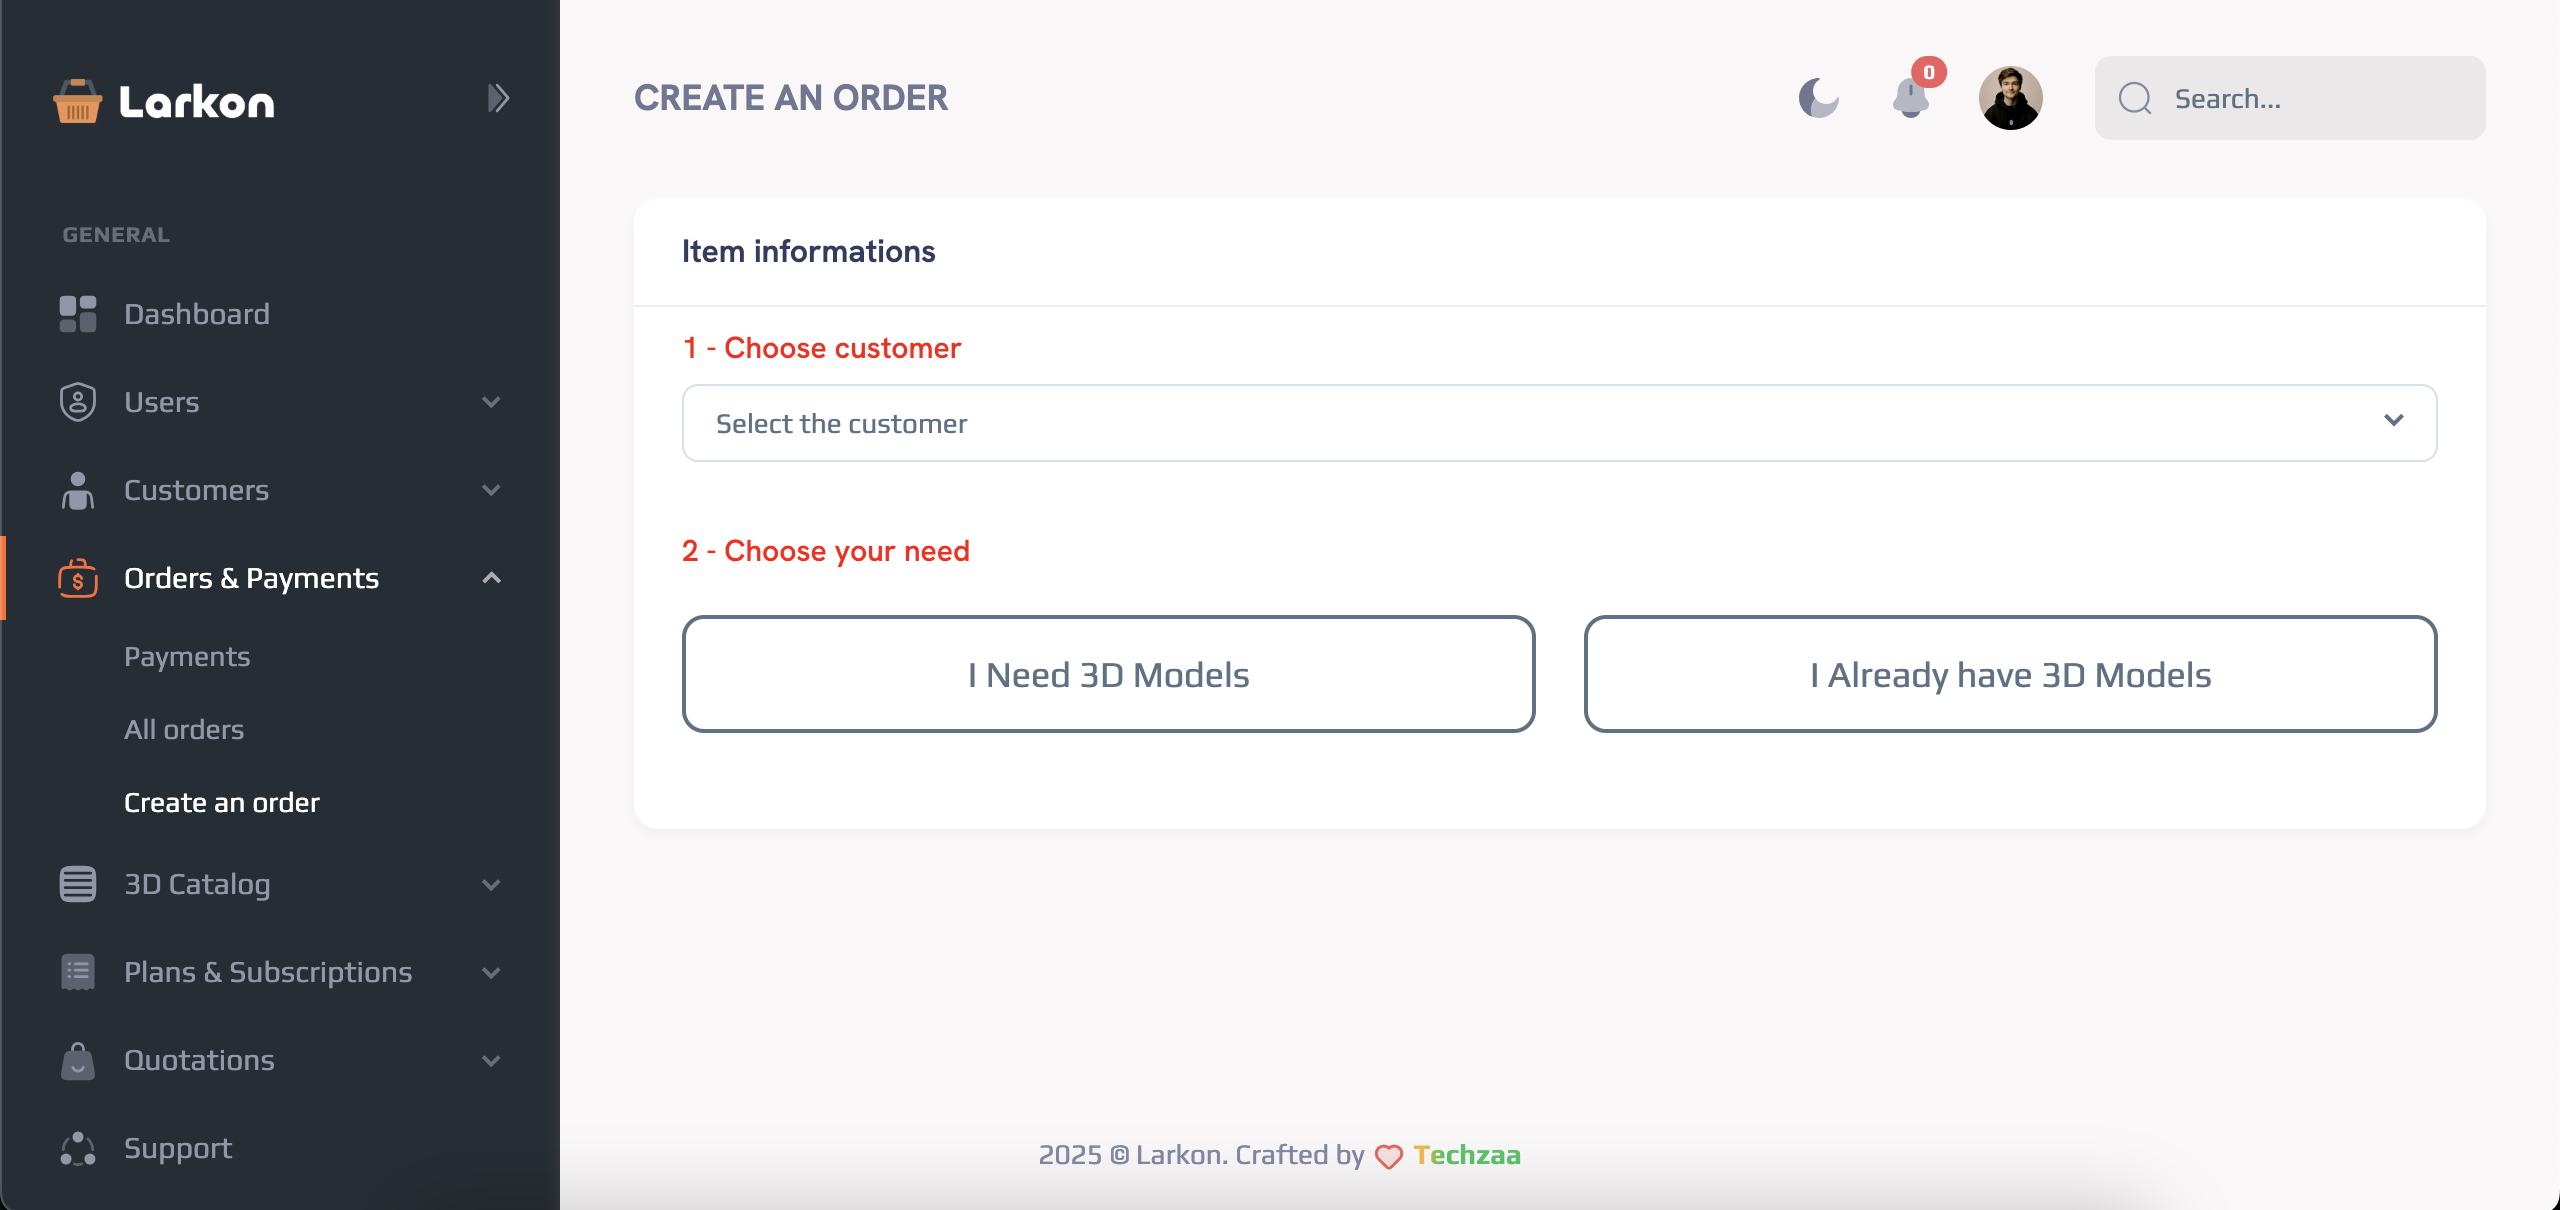 Larkon
CREATE AN ORDER
0
Search...
GENERAL
Dashboard
Users
Customers
Orders & Payments
Payments
All orders
Create an order
3D Catalog
Plans & Subscriptions
Quotations
Support
Item informations
1 - Choose customer
Select the customer
2 - Choose your need
I Need 3D Models
I Already have 3D Models
2025 © Larkon. Crafted by Techzaa